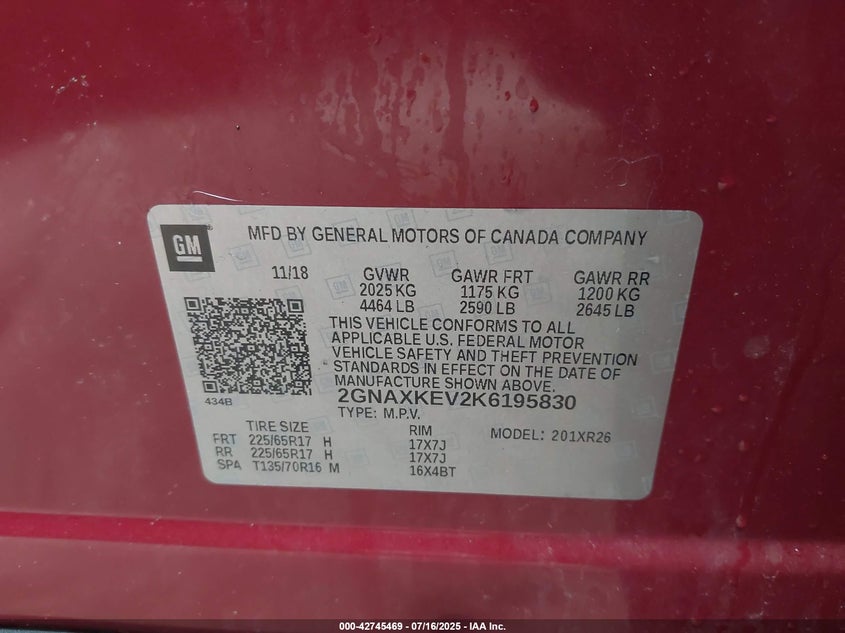 GM
MFD BY GENERAL MOTORS OF CANADA COMPANY
11/18 GVWR GAWR FRT GAWR RR
2025 KG 1175 KG 1200 KG
4464 LB 2590 LB 2645 LB
THIS VEHICLE CONFORMS TO ALL
APPLICABLE U.S. FEDERAL MOTOR
VEHICLE SAFETY AND THEFT PREVENTION
STANDARDS IN EFFECT ON THE DATE OF
MANUFACTURE SHOWN ABOVE.
434B 2GNAXKEV2K6195830
TYPE: M.P.V.
TIRE SIZE RIM MODEL: 201XR26
FRT 225/65R17 H 17X7J
RR 225/65R17 H 17X7J
SPA T135/70R16 M 16X4BT
000-42745469 - 07/16/2025 - IAA Inc.